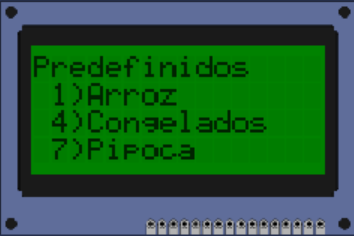 Predefinidos
1)Arroz
4)Congelados
7)Pipoca